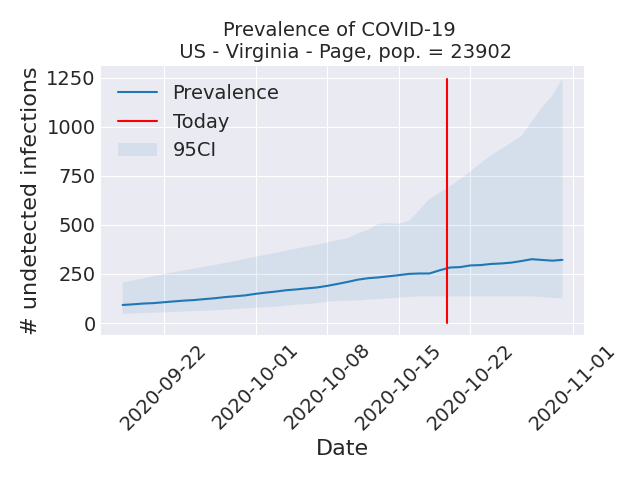 Prevalence of COVID-19
US - Virginia - Page, pop. = 23902
# undetected infections
1250
1000
750
500
250
0
Prevalence
Today
95CI
2020-09-22
2020-10-01
2020-10-08
2020-10-15
2020-10-22
2020-11-01
Date